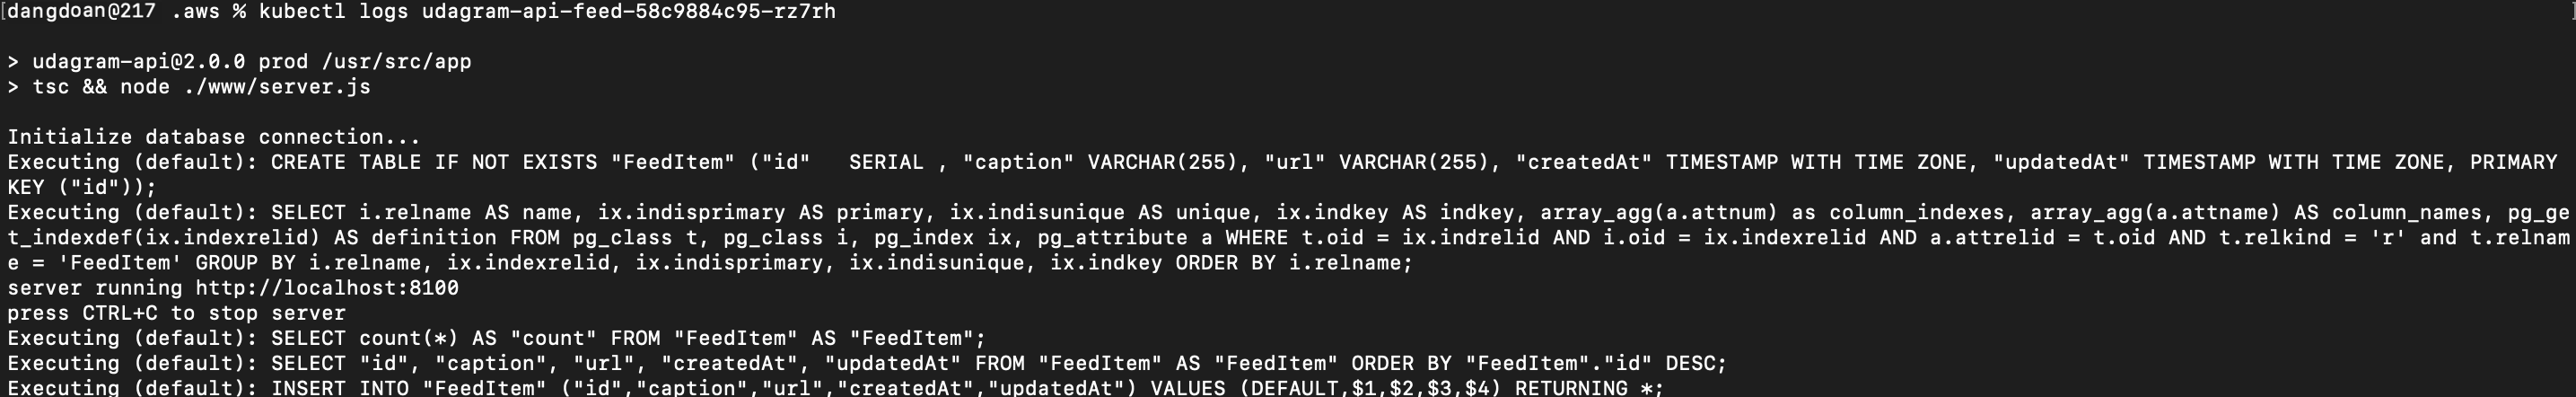 [dangdoan@217 .aws % kubectl logs udagram-api-feed-58c9884c95-rz7rh ]
> udagram-api@2.0.0 prod /usr/src/app
> tsc && node ./www/server.js
Initialize database connection...
Executing (default): CREATE TABLE IF NOT EXISTS "FeedItem" ("id"   SERIAL , "caption" VARCHAR(255), "url" VARCHAR(255), "createdAt" TIMESTAMP WITH TIME ZONE, "updatedAt" TIMESTAMP WITH TIME ZONE, PRIMARY
KEY ("id"));
Executing (default): SELECT i.relname AS name, ix.indisprimary AS primary, ix.indisunique AS unique, ix.indkey AS indkey, array_agg(a.attnum) as column_indexes, array_agg(a.attname) AS column_names, pg_ge
t_indexdef(ix.indexrelid) AS definition FROM pg_class t, pg_class i, pg_index ix, pg_attribute a WHERE t.oid = ix.indrelid AND i.oid = ix.indexrelid AND a.attrelid = t.oid AND t.relkind = 'r' and t.relnam
e = 'FeedItem' GROUP BY i.relname, ix.indexrelid, ix.indisprimary, ix.indisunique, ix.indkey ORDER BY i.relname;
server running http://localhost:8100
press CTRL+C to stop server
Executing (default): SELECT count(*) AS "count" FROM "FeedItem" AS "FeedItem";
Executing (default): SELECT "id", "caption", "url", "createdAt", "updatedAt" FROM "FeedItem" AS "FeedItem" ORDER BY "FeedItem"."id" DESC;
Executing (default): INSERT INTO "FeedItem" ("id","caption","url","createdAt","updatedAt") VALUES (DEFAULT,$1,$2,$3,$4) RETURNING *;